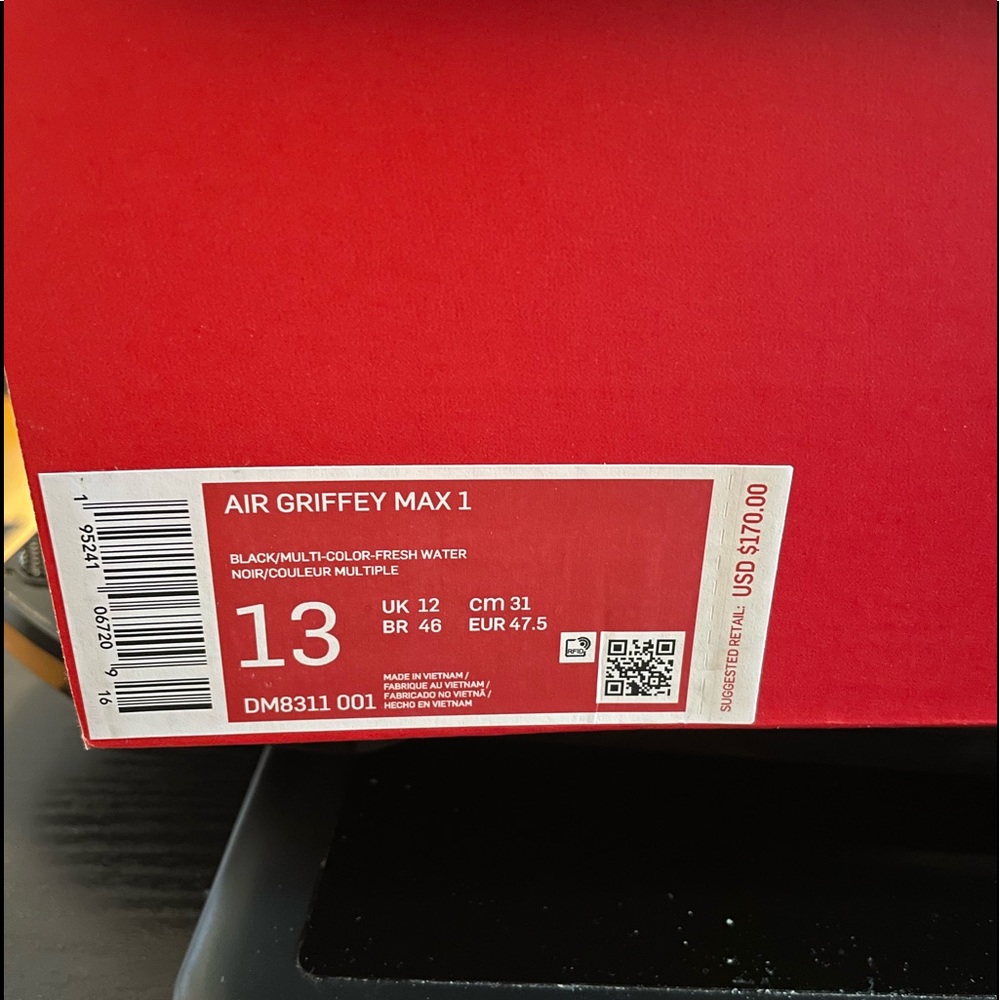 AIR GRIFFEY MAX 1
BLACK/MULTI-COLOR-FRESH WATER
NOIR/COULEUR MULTIPLE
13
UK 12 cm 31
BR 46 EUR 47.5
RFID
DM8311 001
MADE IN VIETNAM /
FABRIQUE AU VIETNAM /
FABRICADO NO VIETNÃ /
HECHO EN VIETNAM
1 95241 06720 9 16
SUGGESTED RETAIL: USD $170.00